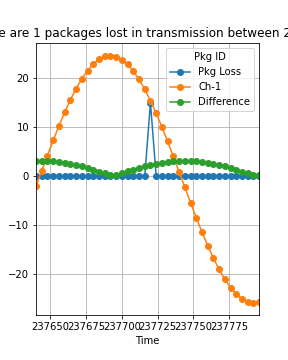 e are 1 packages lost in transmission between 2
Pkg ID
Pkg Loss
Ch-1
Difference
20
10
0
−10
−20
237650 237675 237700 237725 237750 237775
Time